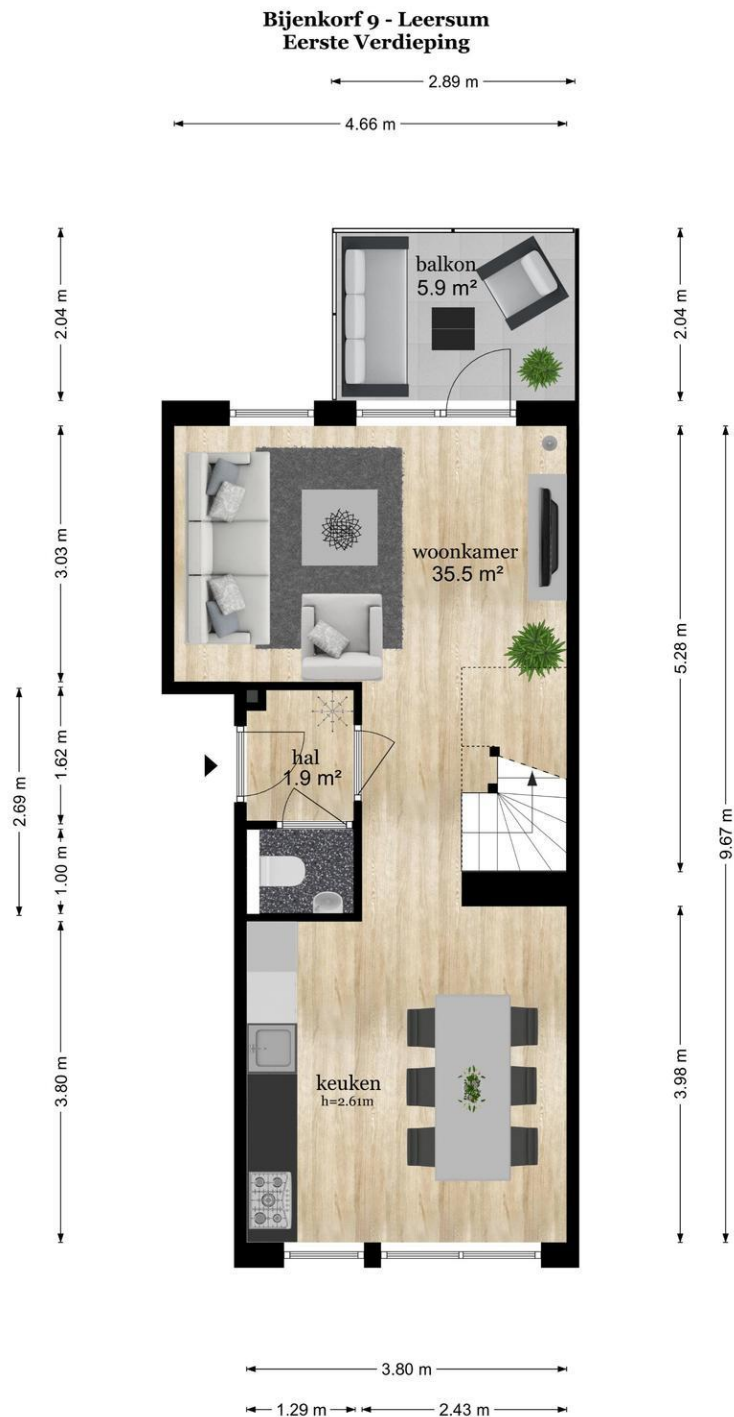 Bijenkorf 9 - Leersum
Eerste Verdieping
2.89 m
4.66 m
2.04 m
2.04 m
balkon
5.9 m²
3.03 m
woonkamer
35.5 m²
5.28 m
2.69 m
1.62 m
hal
1.9 m²
9.67 m
1.00 m
3.80 m
keuken
h=2.61m
3.98 m
3.80 m
1.29 m
2.43 m